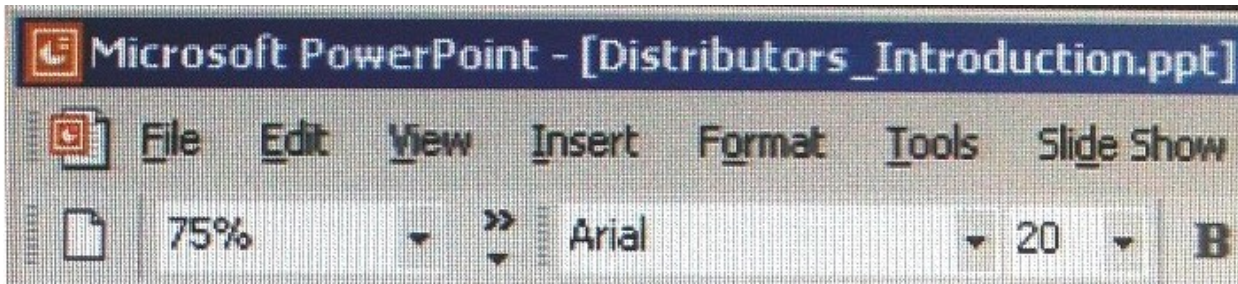 Microsoft PowerPoint - [Distributors_Introduction.ppt]
File Edit View Insert Format Tools Slide Show
75% Arial 20 B